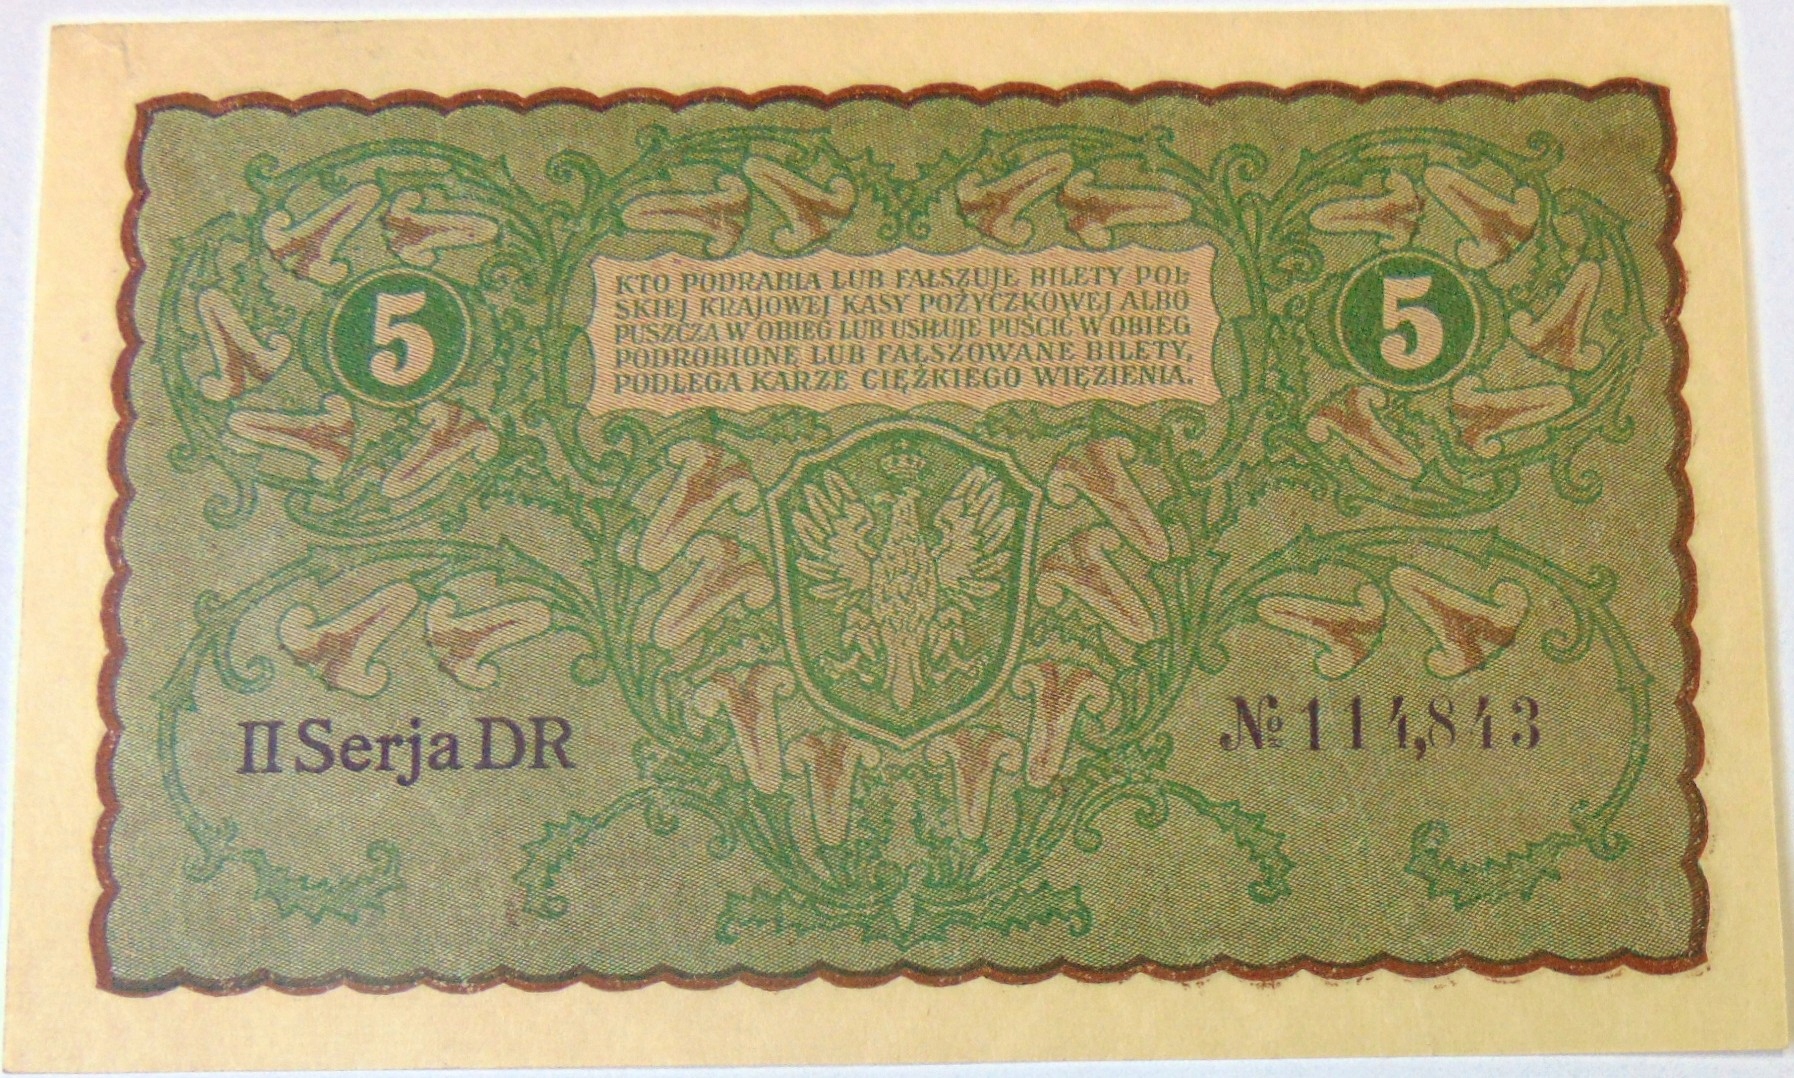 KTO PODRABIA LUB FAŁSZUJE BILETY POL-
SKIEJ KRAJOWEJ KASY POŻYCZKOWEJ ALBO
PUSZCZA W OBIEG LUB USIŁUJE PUŚCIĆ W OBIEG
PODROBIONE LUB FAŁSZOWANE BILETY,
PODLEGA KARZE CIĘŻKIEGO WIĘZIENIA.
5
5
II Serja DR
№ 114,843